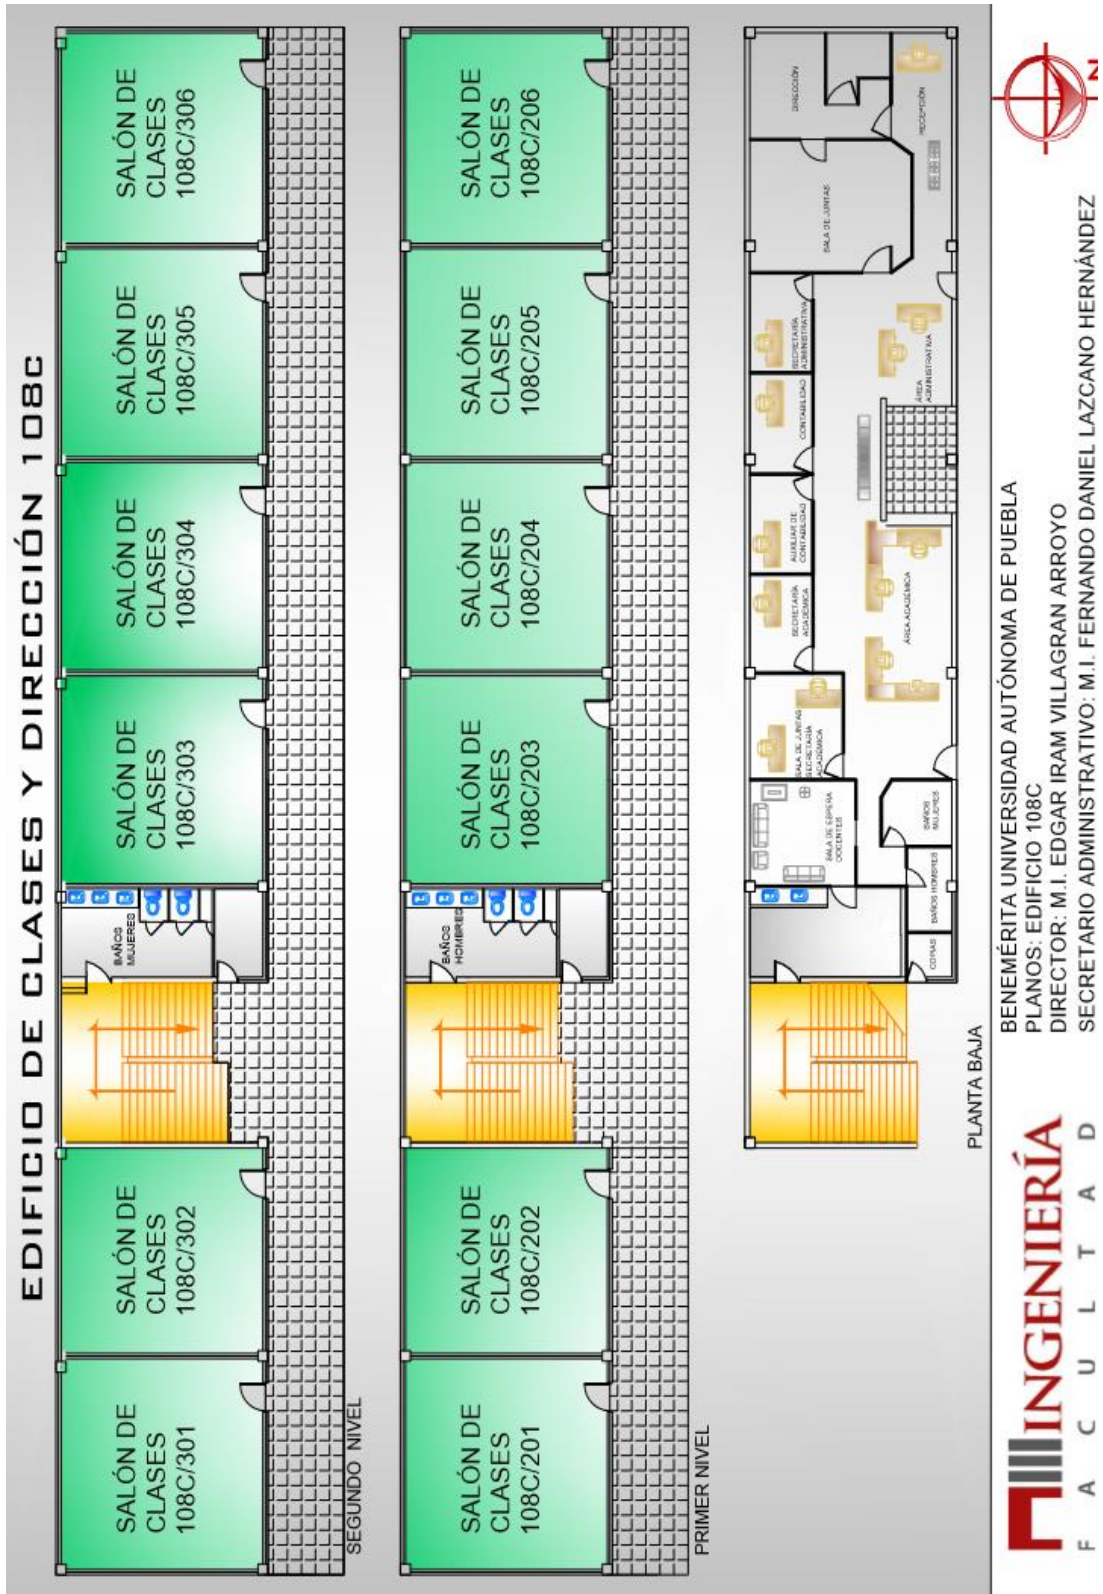 EDIFICIO DE CLASES Y DIRECCIÓN 108C
SALÓN DE
CLASES
108C/301
SALÓN DE
CLASES
108C/302
BAÑOS
MUJERES
SALÓN DE
CLASES
108C/303
SALÓN DE
CLASES
108C/304
SALÓN DE
CLASES
108C/305
SALÓN DE
CLASES
108C/306
SEGUNDO NIVEL
SALÓN DE
CLASES
108C/201
SALÓN DE
CLASES
108C/202
BAÑOS
HOMBRES
SALÓN DE
CLASES
108C/203
SALÓN DE
CLASES
108C/204
SALÓN DE
CLASES
108C/205
SALÓN DE
CLASES
108C/206
PRIMER NIVEL
COPIAS
BAÑOS HOMBRES
BAÑOS
MUJERES
SALA DE ESPERA
DOCENTES
SALA DE JUNTAS
SECRETARÍA
ACADÉMICA
SECRETARÍA
ACADÉMICA
AUXILIAR DE
CONTABILIDAD
CONTABILIDAD
SECRETARÍA
ADMINISTRATIVA
ÁREA ACADÉMICA
ÁREA
ADMINISTRATIVA
SALA DE JUNTAS
DIRECCIÓN
RECEPCIÓN
PLANTA BAJA
INGENIERÍA
FACULTAD
BENEMÉRITA UNIVERSIDAD AUTÓNOMA DE PUEBLA
PLANOS: EDIFICIO 108C
DIRECTOR: M.I. EDGAR IRAM VILLAGRAN ARROYO
SECRETARIO ADMINISTRATIVO: M.I. FERNANDO DANIEL LAZCANO HERNÁNDEZ
N